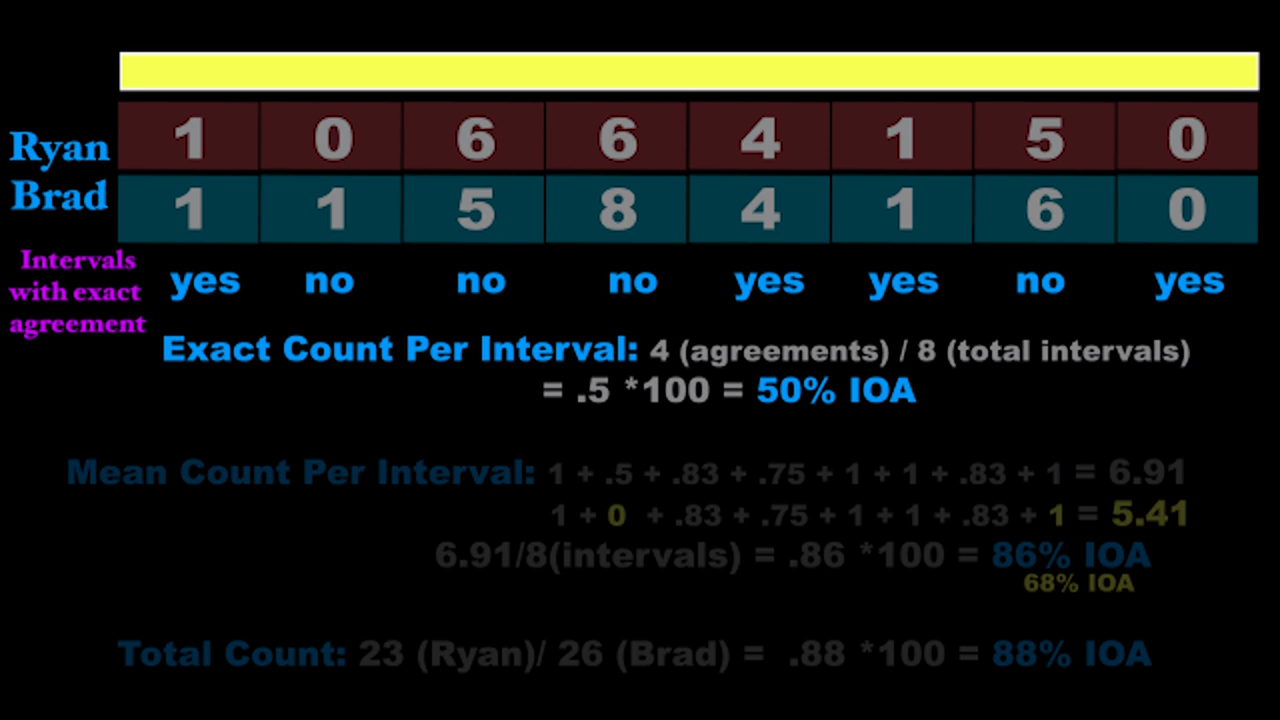 Ryan 1 0 6 6 4 1 5 0
Brad 1 1 5 8 4 1 6 0
Intervals
with exact
agreement
yes no no no yes yes no yes
Exact Count Per Interval: 4 (agreements) / 8 (total intervals)
= .5 *100 = 50% IOA
Mean Count Per Interval: 1 + .5 + .83 + .75 + 1 + 1 + .83 + 1 = 6.91
1 + 0 + .83 + .75 + 1 + 1 + .83 + 1 = 5.41
6.91/8(intervals) = .86 *100 = 86% IOA
68% IOA
Total Count: 23 (Ryan)/ 26 (Brad) = .88 *100 = 88% IOA